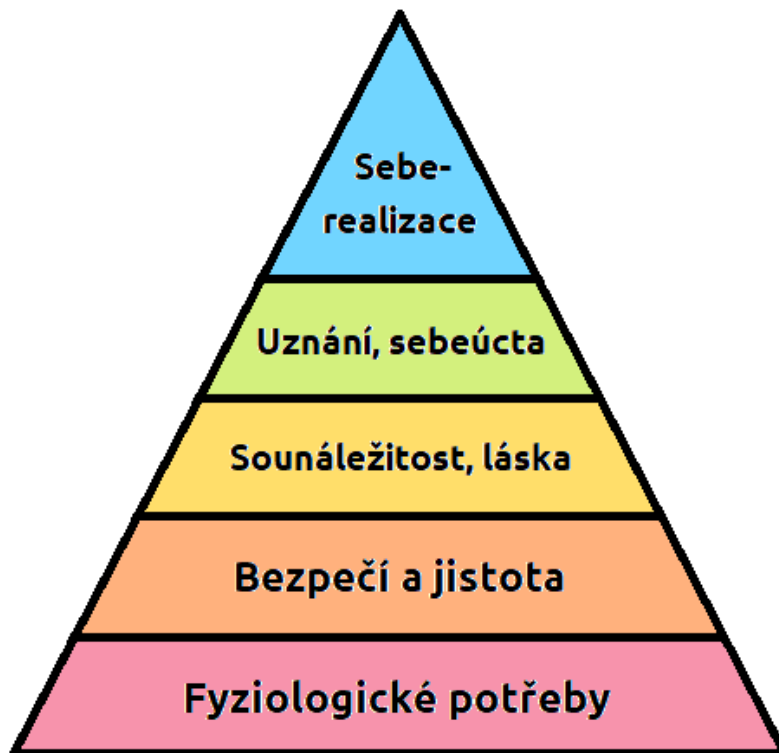 Sebe-
realizace
Uznání, sebeúcta
Sounáležitost, láska
Bezpečí a jistota
Fyziologické potřeby